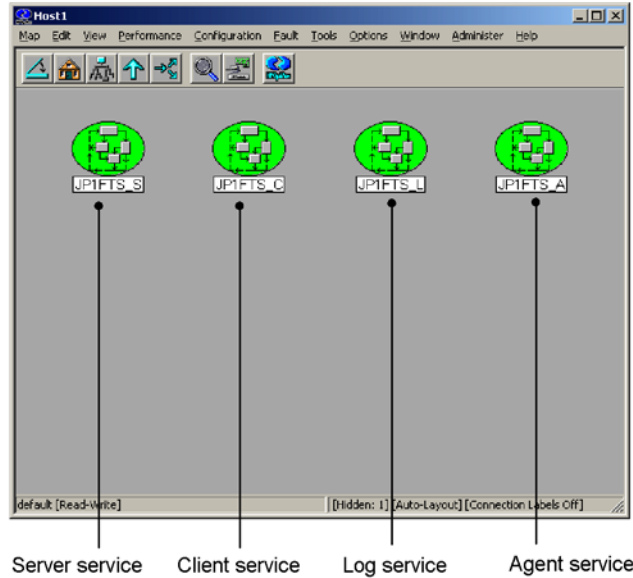 Host1
Map Edit View Performance Configuration Fault Tools Options Window Administer Help
JP1FTS_S JP1FTS_C JP1FTS_L JP1FTS_A
default [Read-Write] [Hidden: 1] [Auto-Layout] [Connection Labels Off]
Server service Client service Log service Agent service